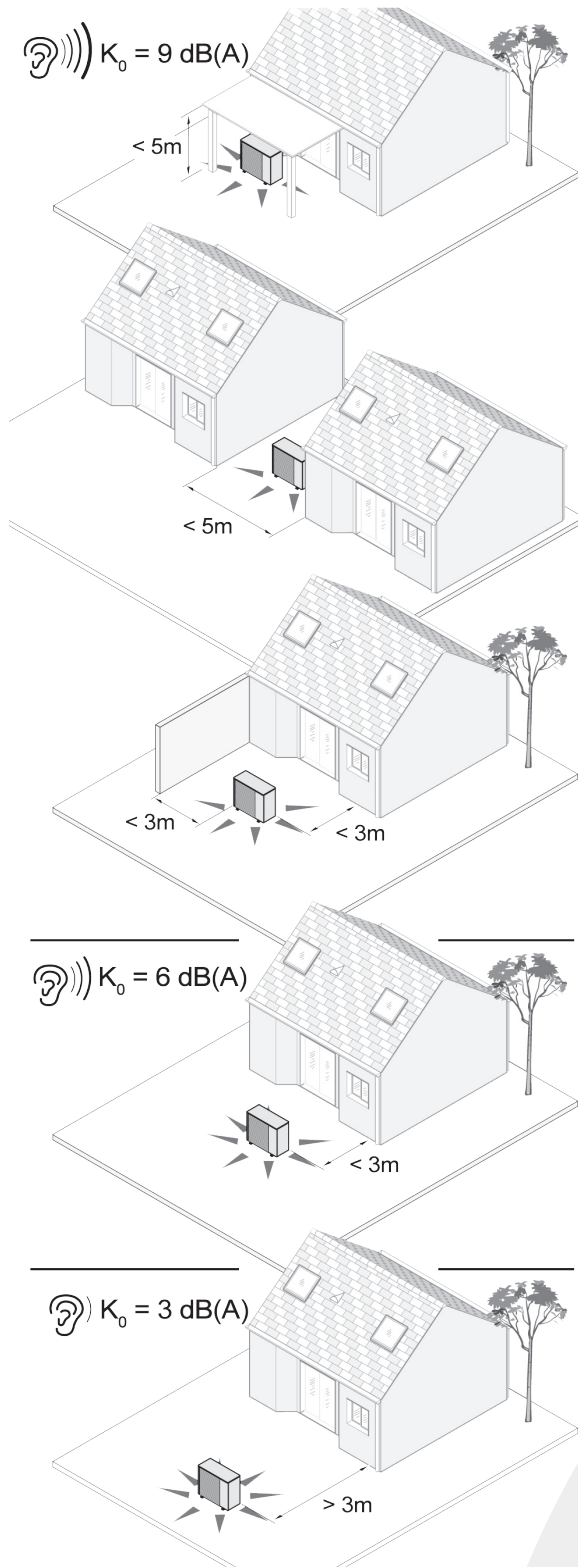 K₀ = 9 dB(A)
< 5m
< 5m
< 3m
< 3m
K₀ = 6 dB(A)
< 3m
K₀ = 3 dB(A)
> 3m